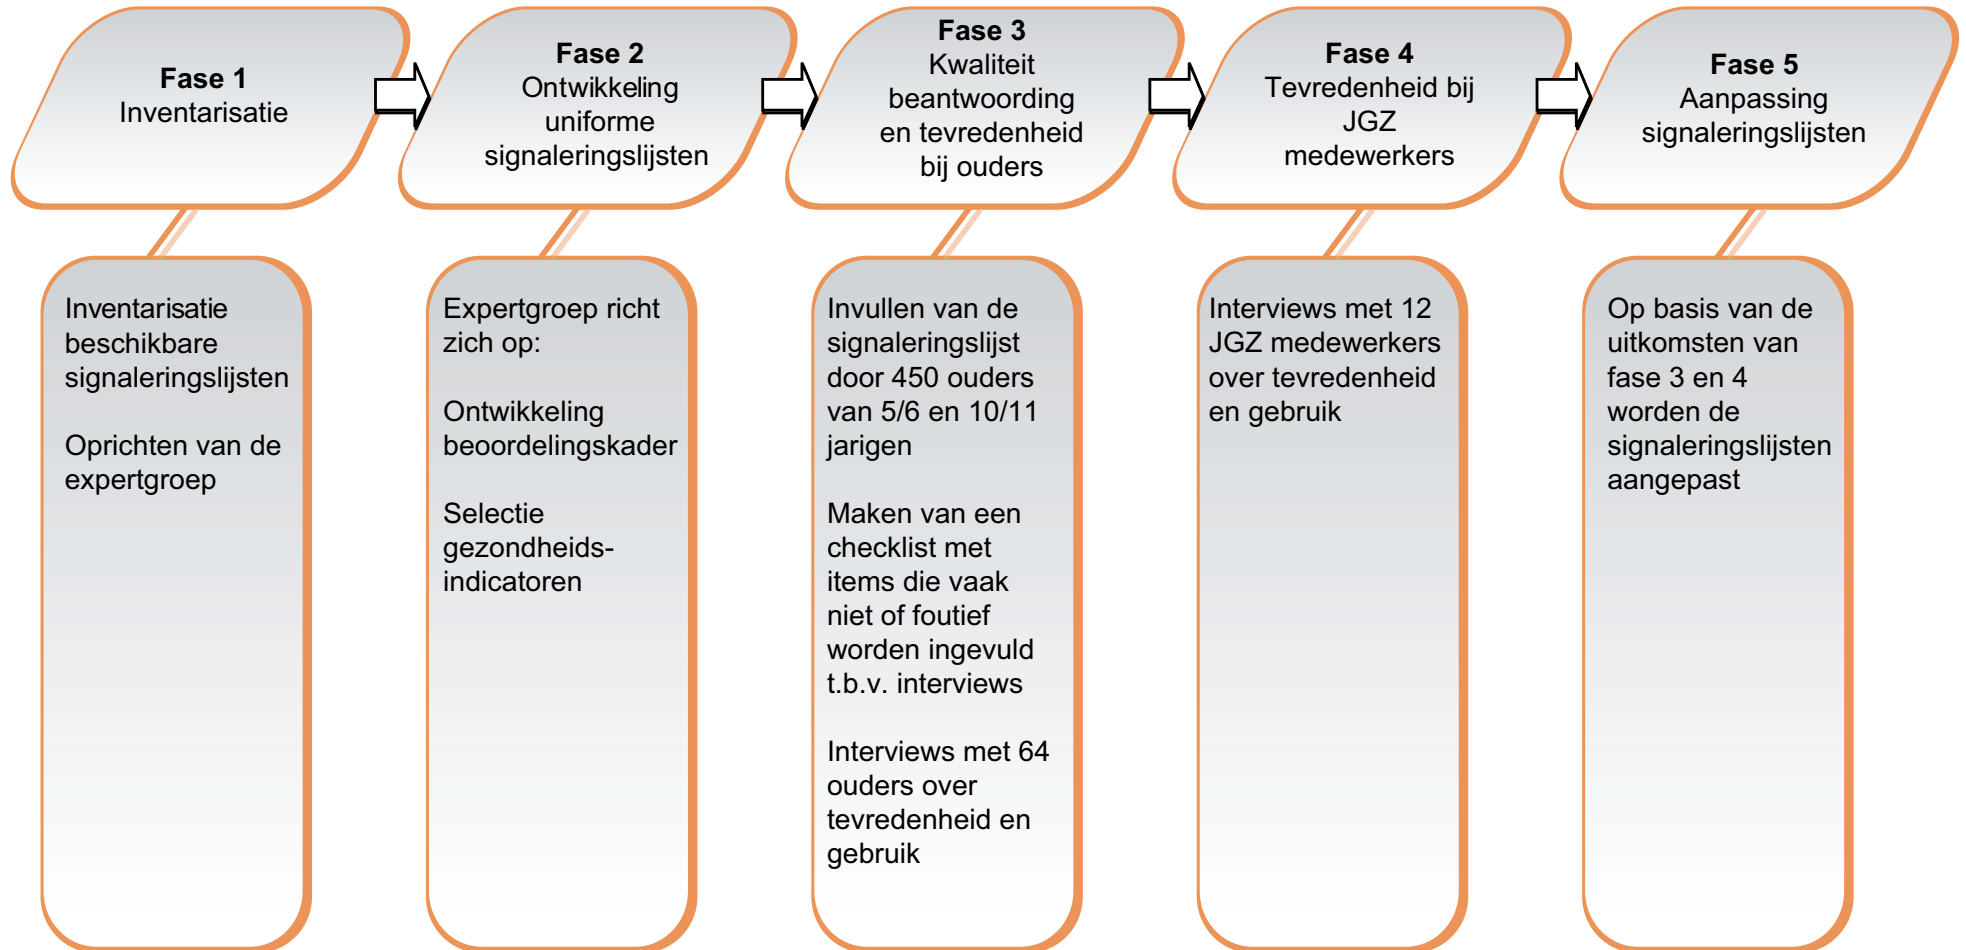 Fase 1
Inventarisatie
Fase 2
Ontwikkeling
uniforme
signaleringslijsten
Fase 3
Kwaliteit
beantwoording
en tevredenheid
bij ouders
Fase 4
Tevredenheid bij
JGZ
medewerkers
Fase 5
Aanpassing
signaleringslijsten
Inventarisatie
beschikbare
signaleringslijsten
Oprichten van de
expertgroep
Expertgroep richt
zich op:
Ontwikkeling
beoordelingskader
Selectie
gezondheids-
indicatoren
Invullen van de
signaleringslijst
door 450 ouders
van 5/6 en 10/11
jarigen
Maken van een
checklist met
items die vaak
niet of foutief
worden ingevuld
t.b.v. interviews
Interviews met 64
ouders over
tevredenheid en
gebruik
Interviews met 12
JGZ medewerkers
over tevredenheid
en gebruik
Op basis van de
uitkomsten van
fase 3 en 4
worden de
signaleringslijsten
aangepast